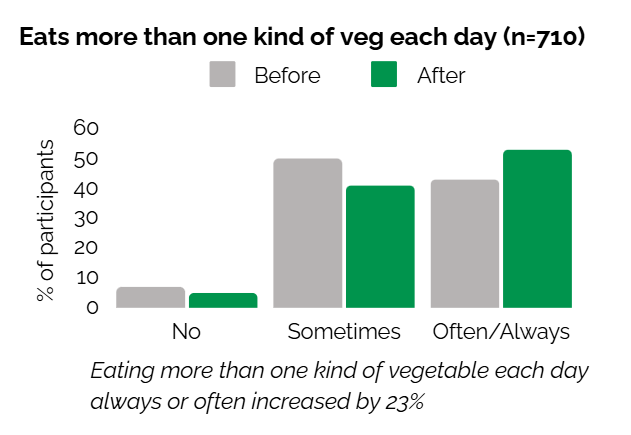 Eats more than one kind of veg each day (n=710)
Before After
% of participants
60
50
40
30
20
10
0
No Sometimes Often/Always
Eating more than one kind of vegetable each day
always or often increased by 23%